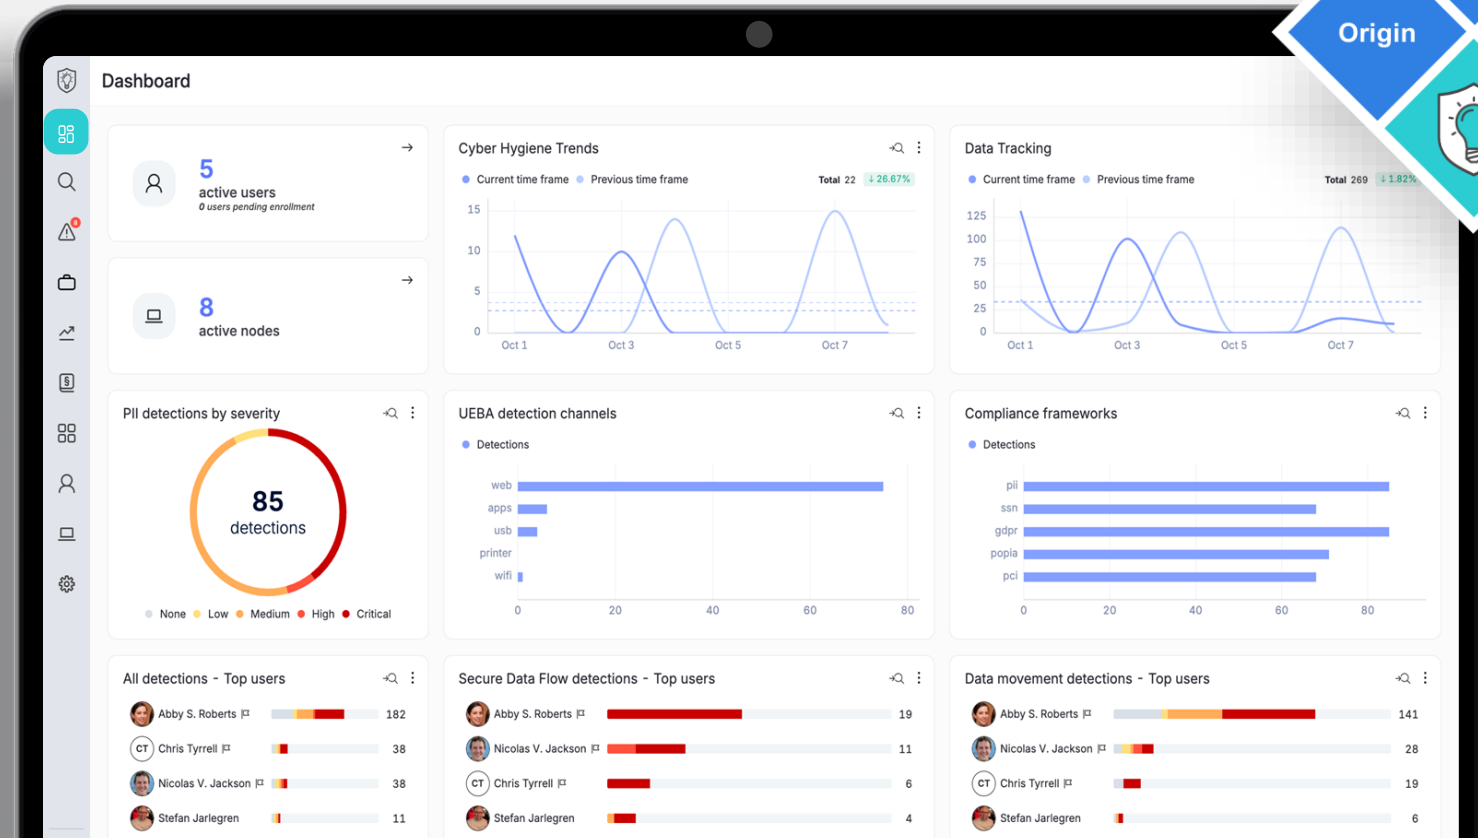 Origin
Dashboard
5
active users
0 users pending enrollment
8
active nodes
Cyber Hygiene Trends
Current time frame Previous time frame Total 22 ↓ 26.67%
15
10
5
0
Oct 1 Oct 3 Oct 5 Oct 7
Data Tracking
Current time frame Previous time frame Total 269 ↓ 1.82%
125
100
75
50
25
0
Oct 1 Oct 3 Oct 5 Oct 7
PII detections by severity
85
detections
None Low Medium High Critical
UEBA detection channels
Detections
web
apps
usb
printer
wifi
0 20 40 60 80
Compliance frameworks
Detections
pii
ssn
gdpr
popia
pci
0 20 40 60 80
All detections - Top users
Abby S. Roberts 182
CT Chris Tyrrell 38
Nicolas V. Jackson 38
Stefan Jarlegren 11
Secure Data Flow detections - Top users
Abby S. Roberts 19
Nicolas V. Jackson 11
CT Chris Tyrrell 6
Stefan Jarlegren 4
Data movement detections - Top users
Abby S. Roberts 141
Nicolas V. Jackson 28
CT Chris Tyrrell 19
Stefan Jarlegren 6